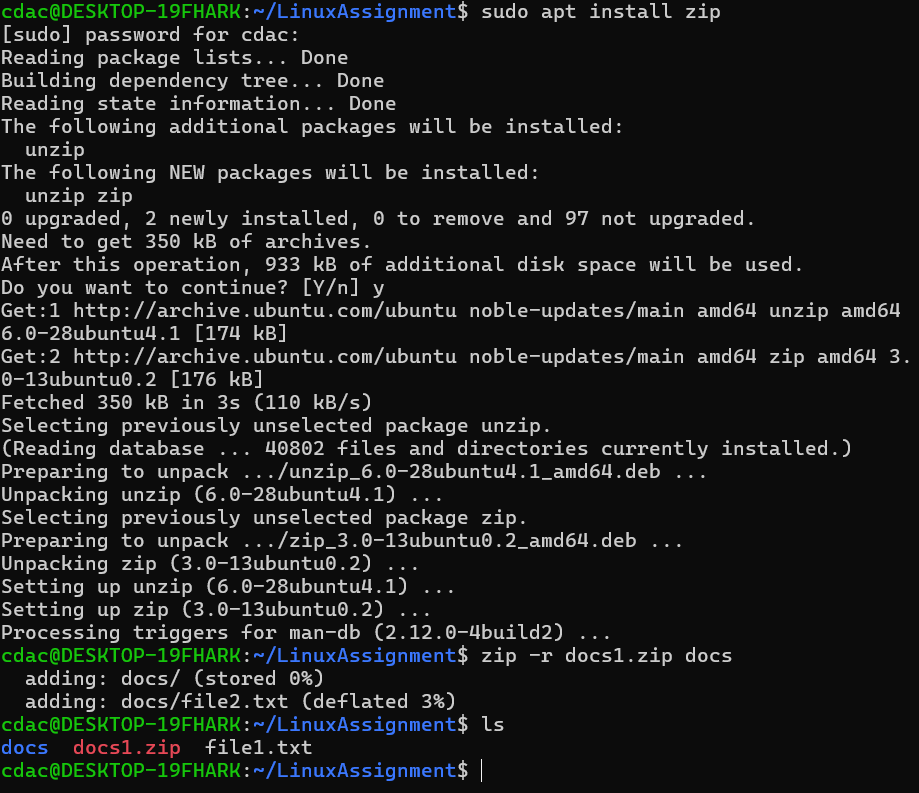 cdac@DESKTOP-19FHARK:~/LinuxAssignment$ sudo apt install zip
[sudo] password for cdac:
Reading package lists... Done
Building dependency tree... Done
Reading state information... Done
The following additional packages will be installed:
  unzip
The following NEW packages will be installed:
  unzip zip
0 upgraded, 2 newly installed, 0 to remove and 97 not upgraded.
Need to get 350 kB of archives.
After this operation, 933 kB of additional disk space will be used.
Do you want to continue? [Y/n] y
Get:1 http://archive.ubuntu.com/ubuntu noble-updates/main amd64 unzip amd64
6.0-28ubuntu4.1 [174 kB]
Get:2 http://archive.ubuntu.com/ubuntu noble-updates/main amd64 zip amd64 3.
0-13ubuntu0.2 [176 kB]
Fetched 350 kB in 3s (110 kB/s)
Selecting previously unselected package unzip.
(Reading database ... 40802 files and directories currently installed.)
Preparing to unpack .../unzip_6.0-28ubuntu4.1_amd64.deb ...
Unpacking unzip (6.0-28ubuntu4.1) ...
Selecting previously unselected package zip.
Preparing to unpack .../zip_3.0-13ubuntu0.2_amd64.deb ...
Unpacking zip (3.0-13ubuntu0.2) ...
Setting up unzip (6.0-28ubuntu4.1) ...
Setting up zip (3.0-13ubuntu0.2) ...
Processing triggers for man-db (2.12.0-4build2) ...
cdac@DESKTOP-19FHARK:~/LinuxAssignment$ zip -r docs1.zip docs
  adding: docs/ (stored 0%)
  adding: docs/file2.txt (deflated 3%)
cdac@DESKTOP-19FHARK:~/LinuxAssignment$ ls
docs  docs1.zip  file1.txt
cdac@DESKTOP-19FHARK:~/LinuxAssignment$